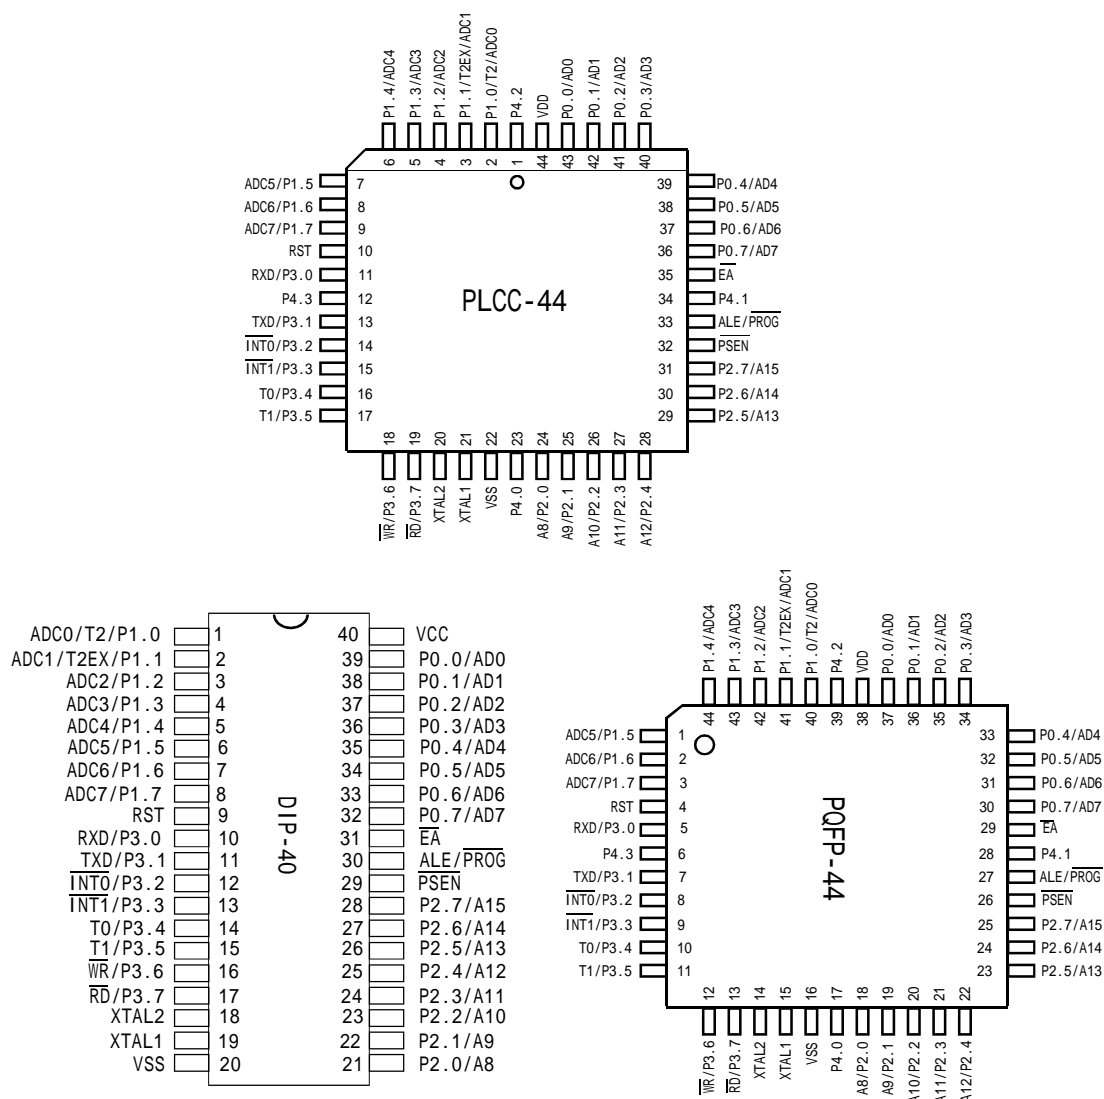 P1.4/ADC4
P1.3/ADC3
P1.2/ADC2
P1.1/T2EX/ADC1
P1.0/T2/ADC0
P4.2
VDD
P0.0/AD0
P0.1/AD1
P0.2/AD2
P0.3/AD3
6 5 4 3 2 1 44 43 42 41 40
ADC5/P1.5 7 39 P0.4/AD4
ADC6/P1.6 8 38 P0.5/AD5
ADC7/P1.7 9 37 P0.6/AD6
RST 10 36 P0.7/AD7
RXD/P3.0 11 35 EA
P4.3 12 34 P4.1
TXD/P3.1 13 33 ALE/PROG
INT0/P3.2 14 32 PSEN
INT1/P3.3 15 31 P2.7/A15
T0/P3.4 16 30 P2.6/A14
T1/P3.5 17 29 P2.5/A13
PLCC-44
18 19 20 21 22 23 24 25 26 27 28
WR/P3.6
RD/P3.7
XTAL2
XTAL1
VSS
P4.0
A8/P2.0
A9/P2.1
A10/P2.2
A11/P2.3
A12/P2.4
ADC0/T2/P1.0 1 40 VCC
ADC1/T2EX/P1.1 2 39 P0.0/AD0
ADC2/P1.2 3 38 P0.1/AD1
ADC3/P1.3 4 37 P0.2/AD2
ADC4/P1.4 5 36 P0.3/AD3
ADC5/P1.5 6 35 P0.4/AD4
ADC6/P1.6 7 34 P0.5/AD5
ADC7/P1.7 8 33 P0.6/AD6
RST 9 32 P0.7/AD7
RXD/P3.0 10 31 EA
TXD/P3.1 11 30 ALE/PROG
INT0/P3.2 12 29 PSEN
INT1/P3.3 13 28 P2.7/A15
T0/P3.4 14 27 P2.6/A14
T1/P3.5 15 26 P2.5/A13
WR/P3.6 16 25 P2.4/A12
RD/P3.7 17 24 P2.3/A11
XTAL2 18 23 P2.2/A10
XTAL1 19 22 P2.1/A9
VSS 20 21 P2.0/A8
DIP-40
P1.4/ADC4
P1.3/ADC3
P1.2/ADC2
P1.1/T2EX/ADC1
P1.0/T2/ADC0
P4.2
VDD
P0.0/AD0
P0.1/AD1
P0.2/AD2
P0.3/AD3
44 43 42 41 40 39 38 37 36 35 34
ADC5/P1.5 1 33 P0.4/AD4
ADC6/P1.6 2 32 P0.5/AD5
ADC7/P1.7 3 31 P0.6/AD6
RST 4 30 P0.7/AD7
RXD/P3.0 5 29 EA
P4.3 6 28 P4.1
TXD/P3.1 7 27 ALE/PROG
INT0/P3.2 8 26 PSEN
INT1/P3.3 9 25 P2.7/A15
T0/P3.4 10 24 P2.6/A14
T1/P3.5 11 23 P2.5/A13
PQFP-44
12 13 14 15 16 17 18 19 20 21 22
WR/P3.6
RD/P3.7
XTAL2
XTAL1
VSS
P4.0
A8/P2.0
A9/P2.1
A10/P2.2
A11/P2.3
A12/P2.4